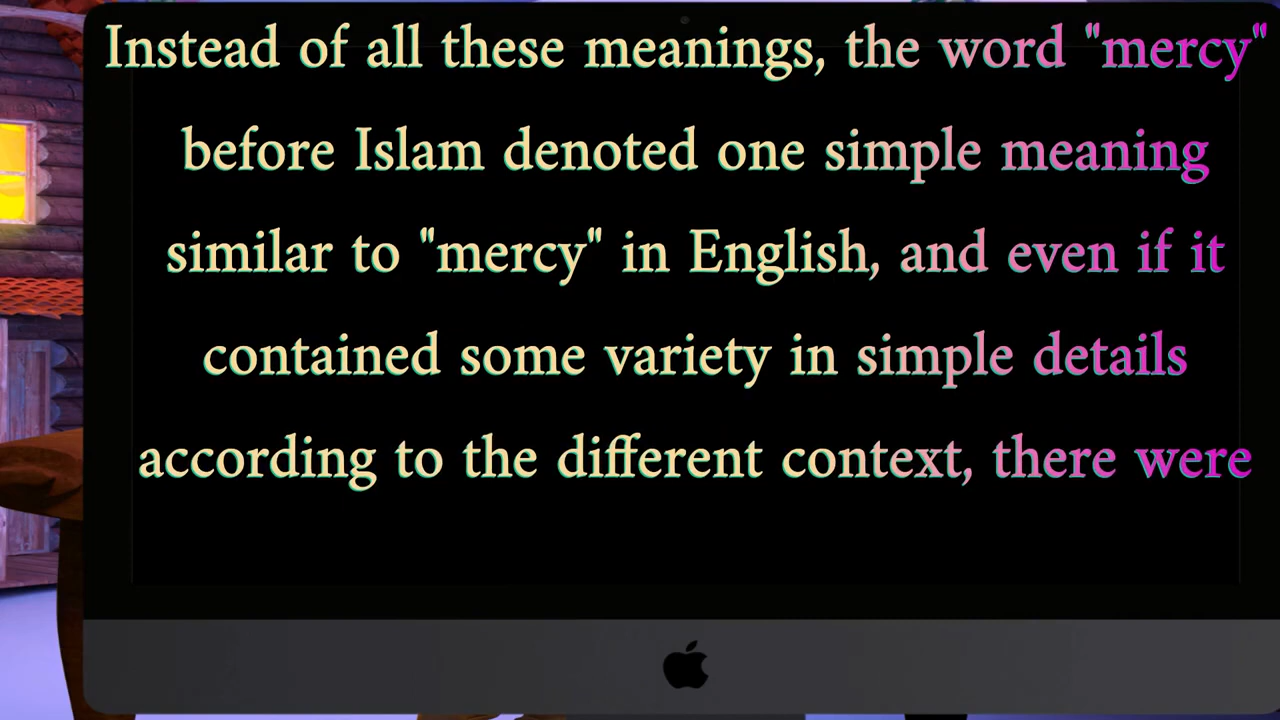 Instead of all these meanings, the word "mercy"
before Islam denoted one simple meaning
similar to "mercy" in English, and even if it
contained some variety in simple details
according to the different context, there were